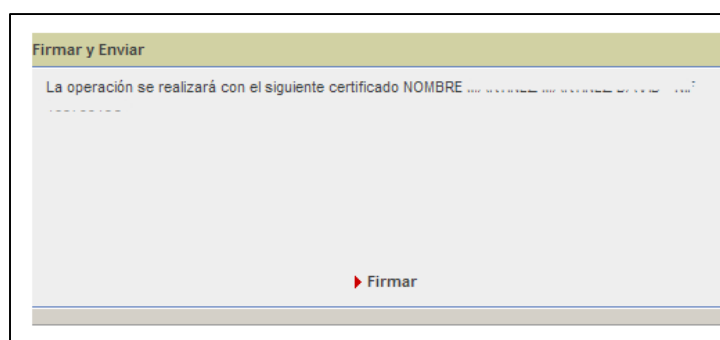 Firmar y Enviar
La operación se realizará con el siguiente certificado NOMBRE
Firmar